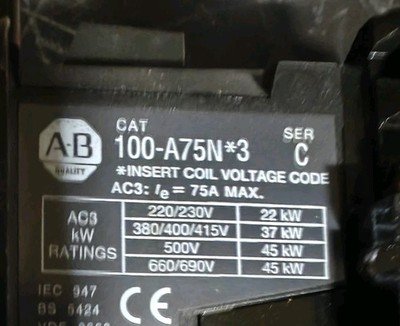 CAT
SER
A-B
QUALITY
100-A75N*3
C
*INSERT COIL VOLTAGE CODE
AC3: Ie = 75A MAX.
AC3 kW RATINGS
220/230V 22 kW
380/400/415V 37 kW
500V 45 kW
660/690V 45 kW
IEC 947
BS 5424
CE